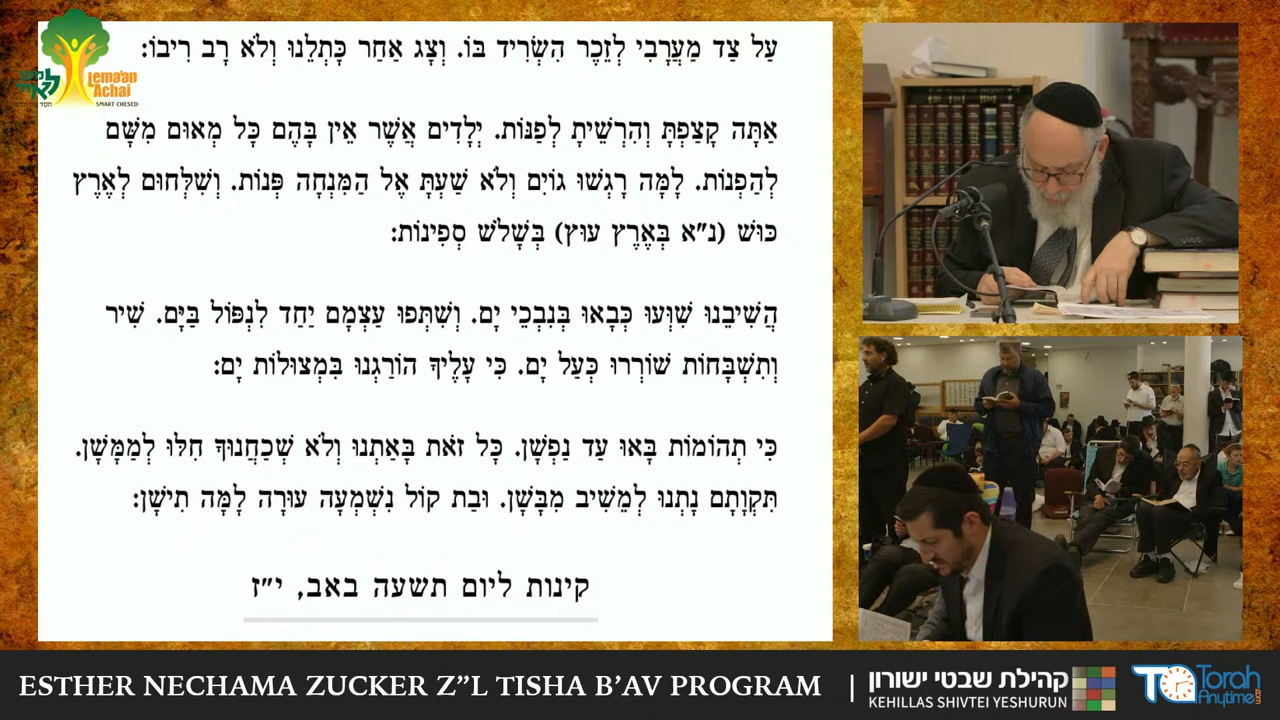 עַל צַד מַעֲרָבִי לְזֵכֶר הִשְׂרִיד בּוֹ. וְצָג אַחַר כָּתְלֵנוּ וְלֹא רָב רִיבוֹ:
אַתָּה קָצַפְתָּ וְהִרְשֵׁיתָ לְפַנּוֹת. יְלָדִים אֲשֶׁר אֵין בָּהֶם כָּל מְאוּם מִשָּׁם
לְהַפְנוֹת. לָמָּה רָגְשׁוּ גוֹיִם וְלֹא שַׁעְתָּ אֶל הַמִּנְחָה פְּנוֹת. וְשִׁלְּחוּם לְאֶרֶץ
כּוּשׁ (נ"א בְּאֶרֶץ עוּץ) בְּשָׁלֹשׁ סְפִינוֹת:
הֲשִׁיבֵנוּ שִׁוְּעוּ כְּבָאוּ בְּנִבְכֵי יָם. וְשִׁתְּפוּ עַצְמָם יַחַד לִנְפּוֹל בַּיָּם. שִׁיר
וְתִשְׁבָּחוֹת שׁוֹרְרוּ כְּעַל יָם. כִּי עָלֶיךָ הוֹרַגְנוּ בִּמְצוּלוֹת יָם:
כִּי תְהוֹמוֹת בָּאוּ עַד נַפְשָׁן. כָּל זֹאת בָּאַתְנוּ וְלֹא שְׁכַחֲנוּךָ חִלּוּ לְמַמָּשָׁן.
תִּקְוָתָם נָתְנוּ לְמֵשִׁיב מִבָּשָׁן. וּבַת קוֹל נִשְׁמְעָה עוּרָה לָמָּה תִישָׁן:
קינות ליום תשעה באב, י"ז
Lema'an
Achai
SMART CHESED
ESTHER NECHAMA ZUCKER Z"L TISHA B'AV PROGRAM
קהילת שבטי ישורון
KEHILLAS SHIVTEI YESHURUN
Torah
Anytime